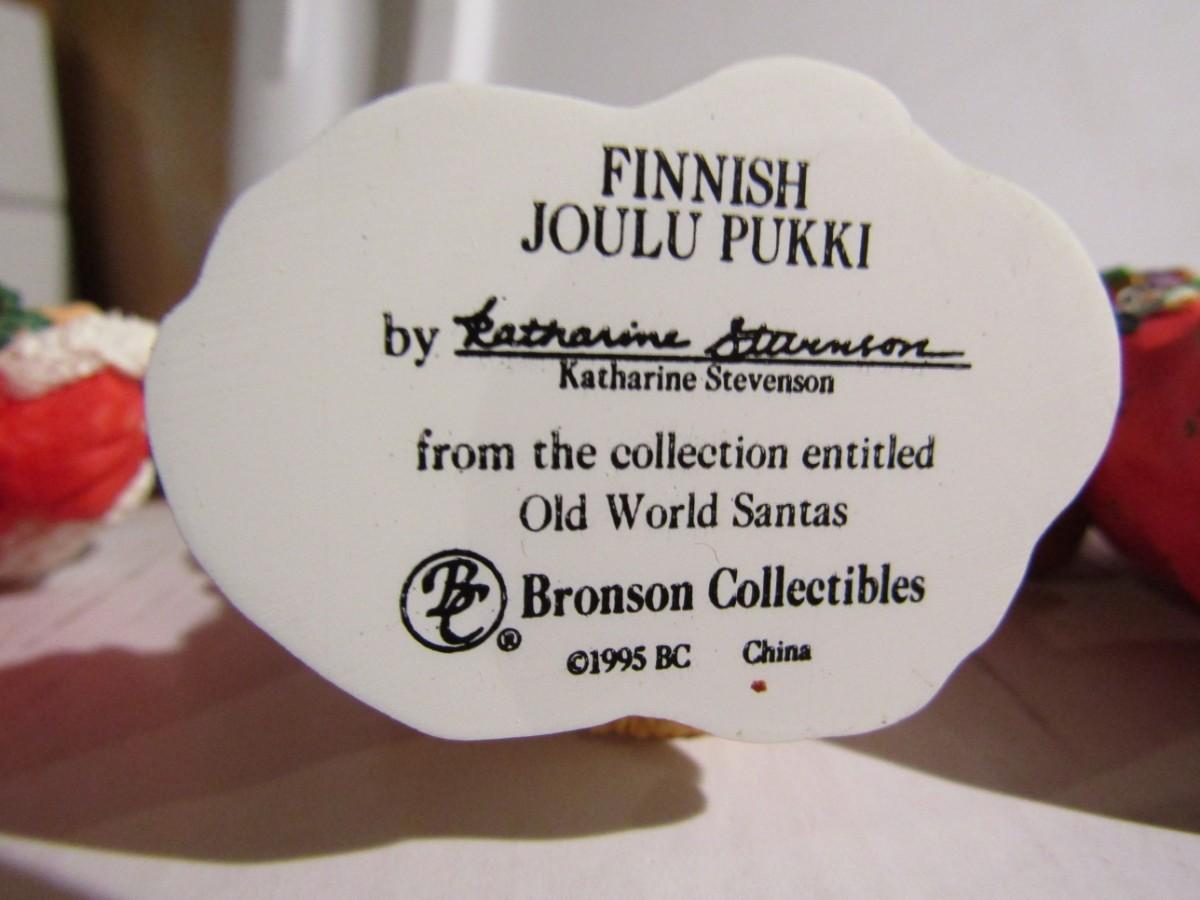 FINNISH
JOULU PUKKI
by Katharine Stevenson
Katharine Stevenson
from the collection entitled
Old World Santas
BC ® Bronson Collectibles
©1995 BC China